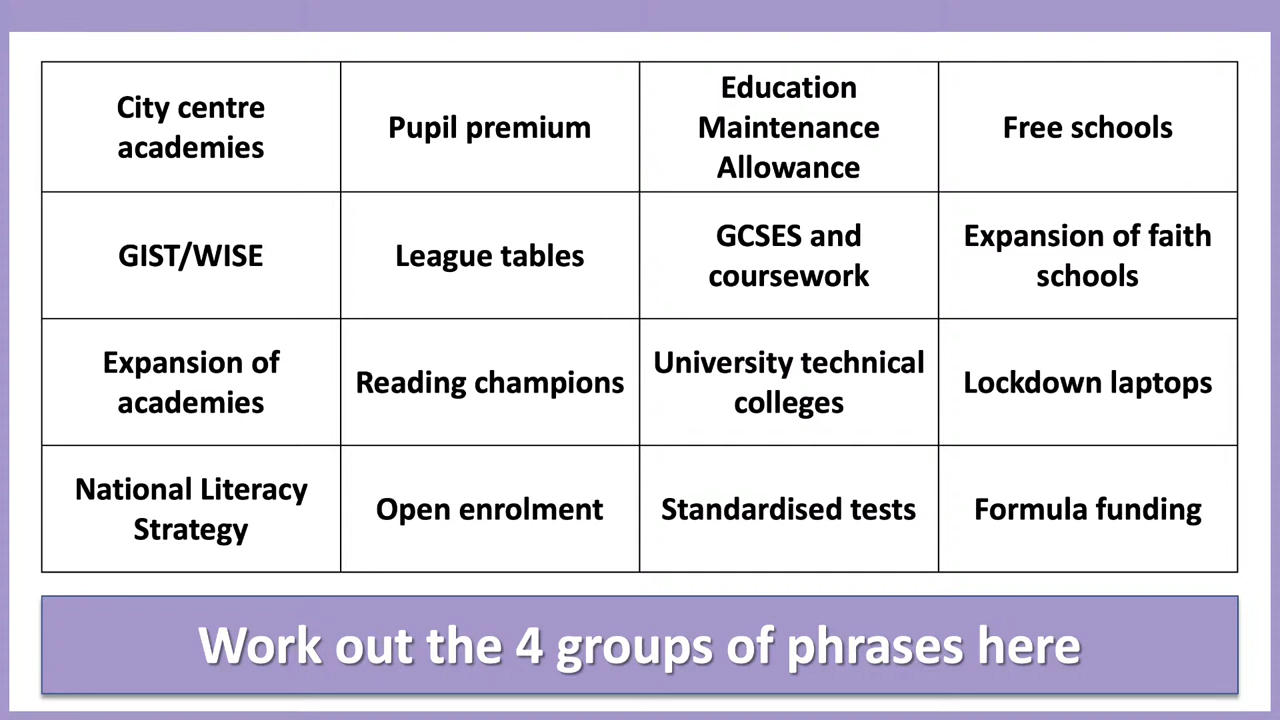 City centre
academies
Pupil premium
Education
Maintenance
Allowance
Free schools
GIST/WISE
League tables
GCSES and
coursework
Expansion of faith
schools
Expansion of
academies
Reading champions
University technical
colleges
Lockdown laptops
National Literacy
Strategy
Open enrolment
Standardised tests
Formula funding
Work out the 4 groups of phrases here